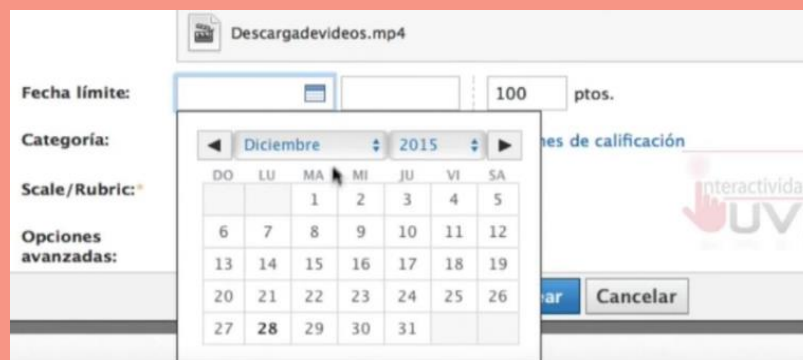 Descargadevideos.mp4
Fecha límite: 100 ptos.
Categoría: es de calificación
Scale/Rubric:*
Opciones
avanzadas:
Diciembre 2015
DO LU MA MI JU VI SA
1 2 3 4 5
6 7 8 9 10 11 12
13 14 15 16 17 18 19
20 21 22 23 24 25 26
27 28 29 30 31
interactivida
UV
ar Cancelar